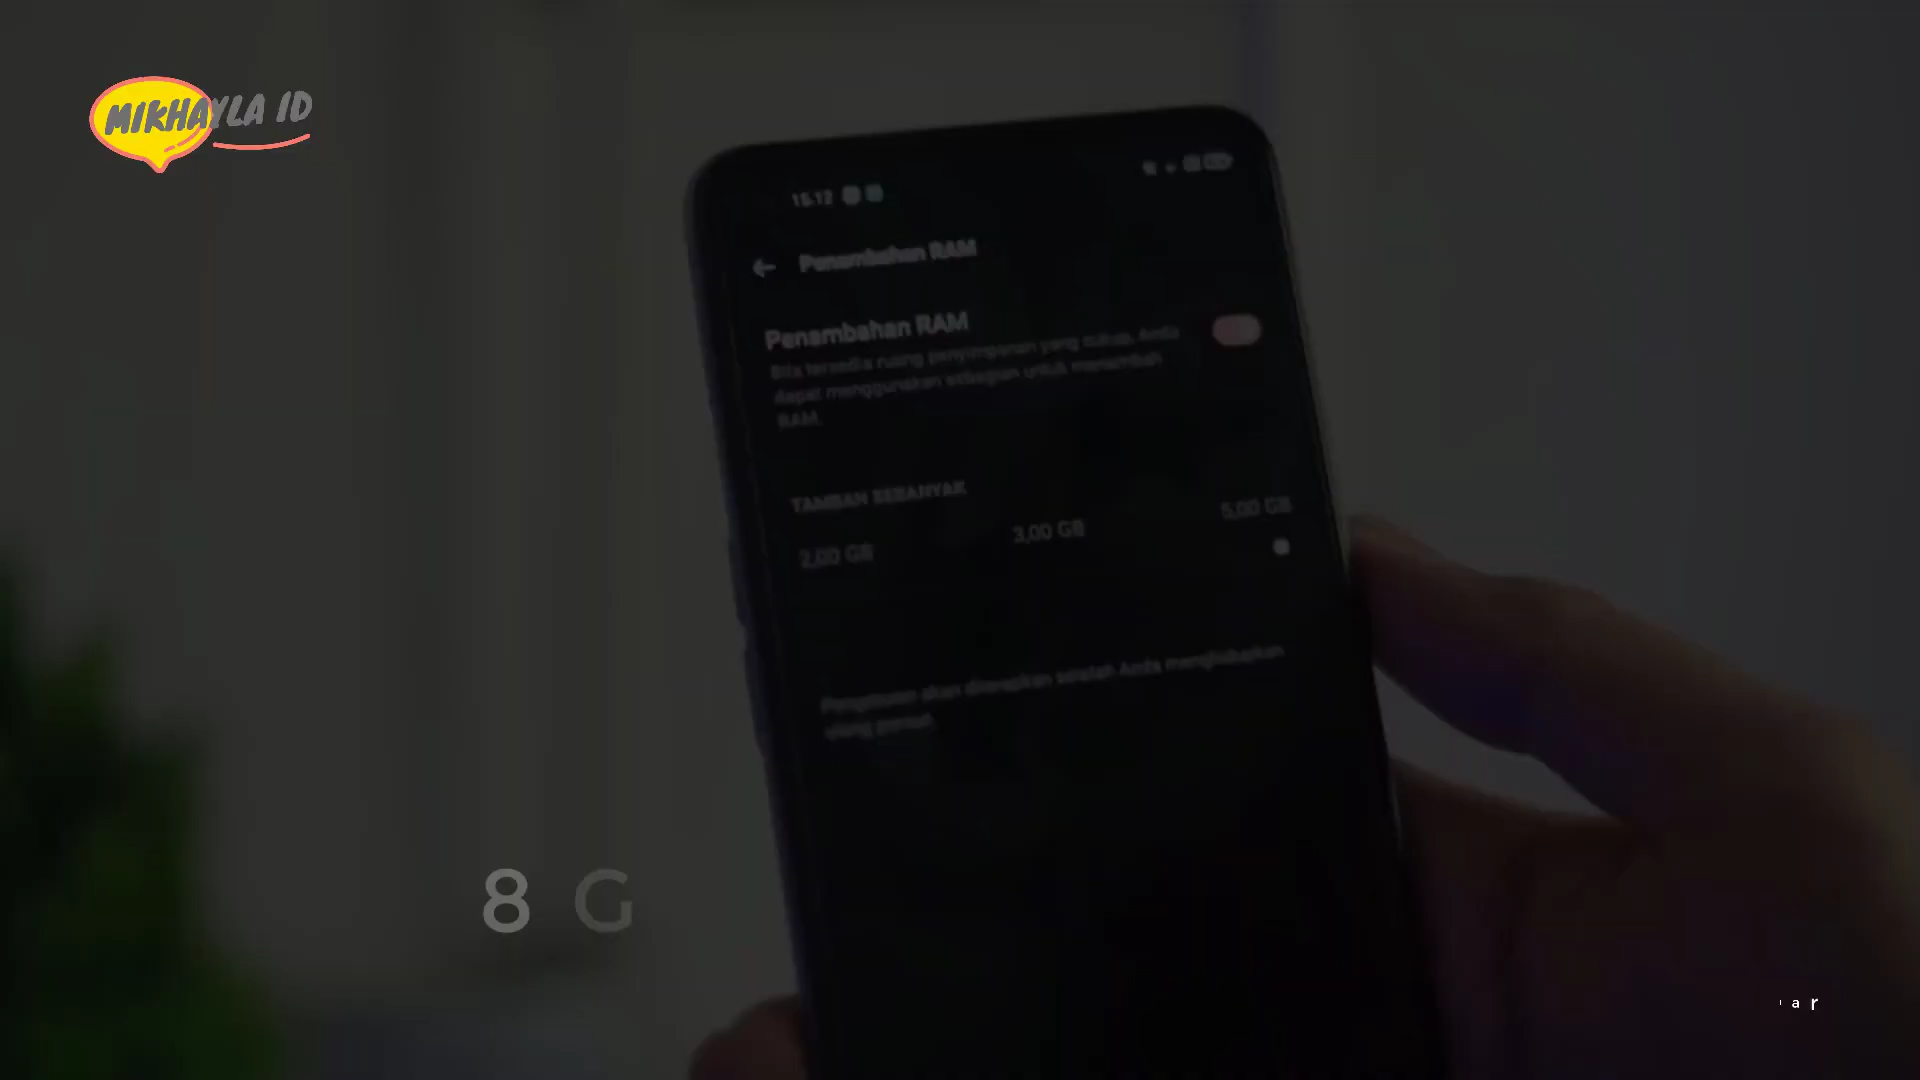 MIKHAYLA ID
15.12
Penambahan RAM
Penambahan RAM
Bila tersedia ruang penyimpanan yang cukup, Anda
dapat menggunakan sebagian untuk menambah
RAM.
TAMBAH SEBANYAK
2,00 GB
3,00 GB
5,00 GB
Pengaturan akan diterapkan setelah Anda menghidupkan
ulang ponsel.
8 G
a r